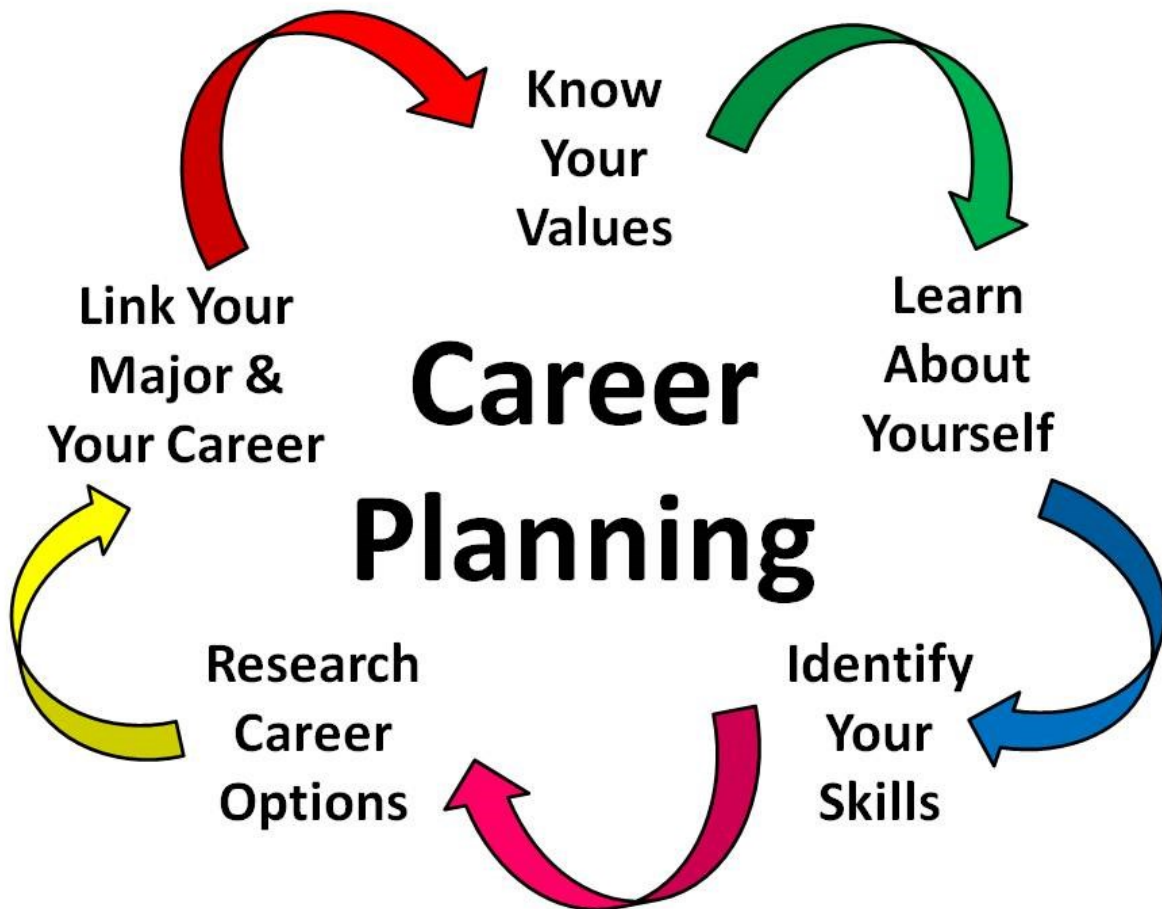 Know
Your
Values
Learn
About
Yourself
Identify
Your
Skills
Research
Career
Options
Link Your
Major &
Your Career
Career
Planning